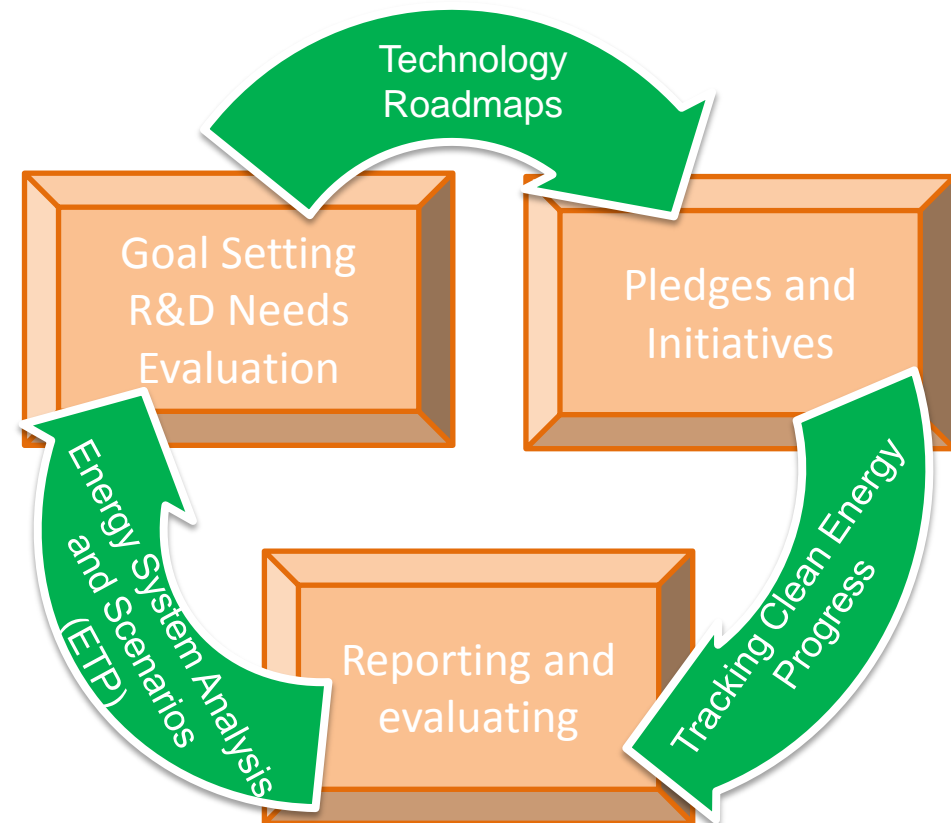 Technology
Roadmaps
Goal Setting
R&D Needs
Evaluation
Pledges and
Initiatives
Energy System Analysis
and Scenarios
(ETP)
Tracking Clean Energy
Progress
Reporting and
evaluating